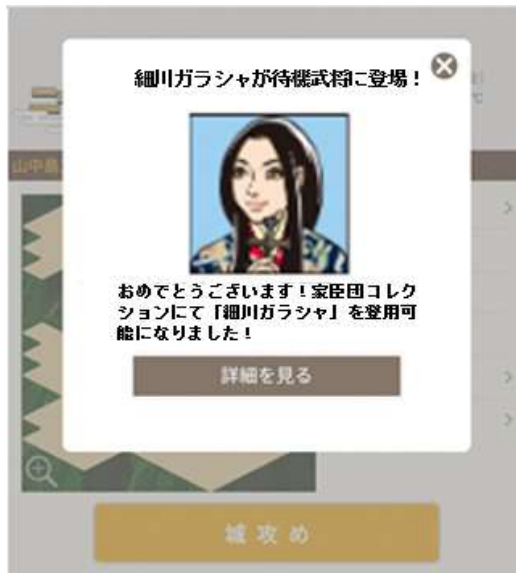 細川ガラシャが待機武将に登場！
おめでとうございます！家臣団コレク
ションにて「細川ガラシャ」を登用可
能になりました！
詳細を見る
城攻め